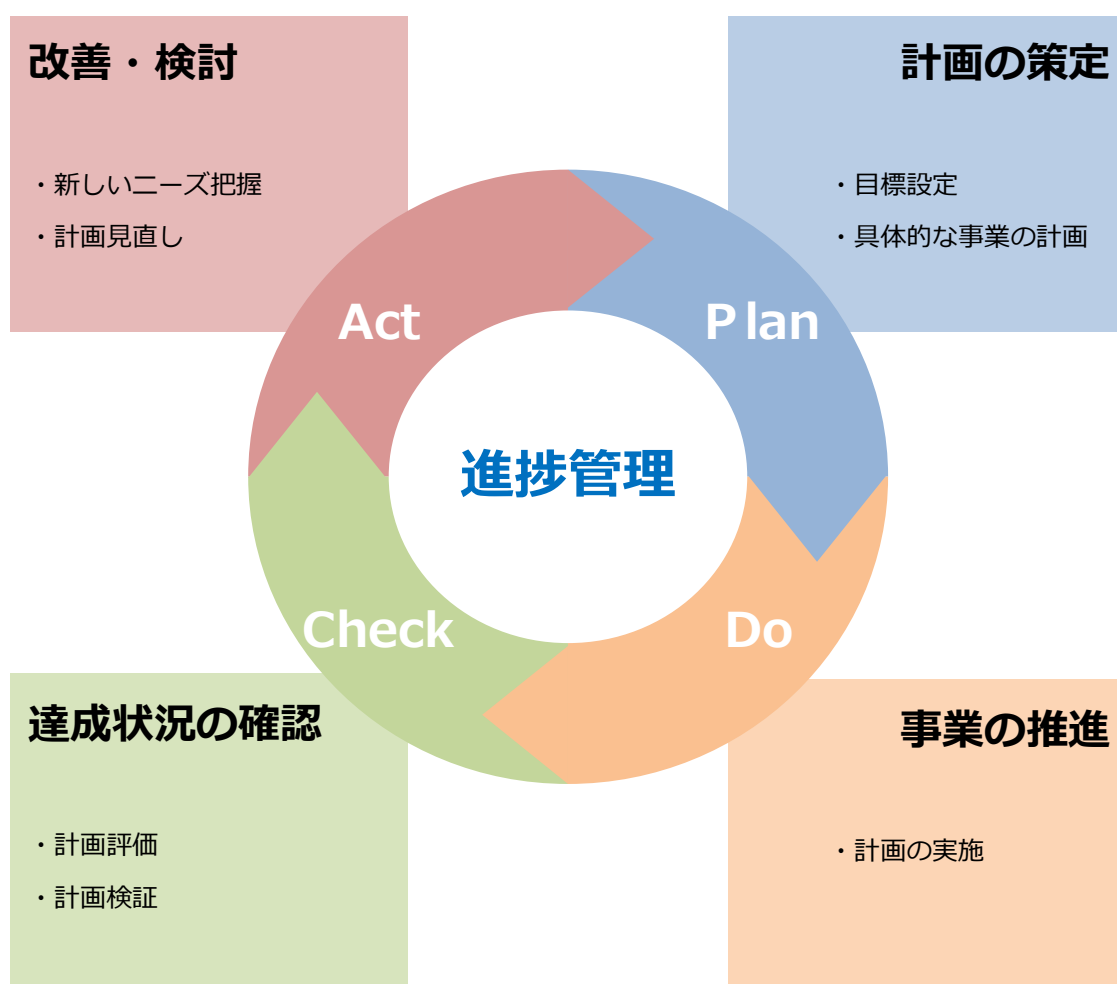 改善・検討
・新しいニーズ把握
・計画見直し
計画の策定
・目標設定
・具体的な事業の計画
Act
Plan
進捗管理
Check
Do
達成状況の確認
・計画評価
・計画検証
事業の推進
・計画の実施